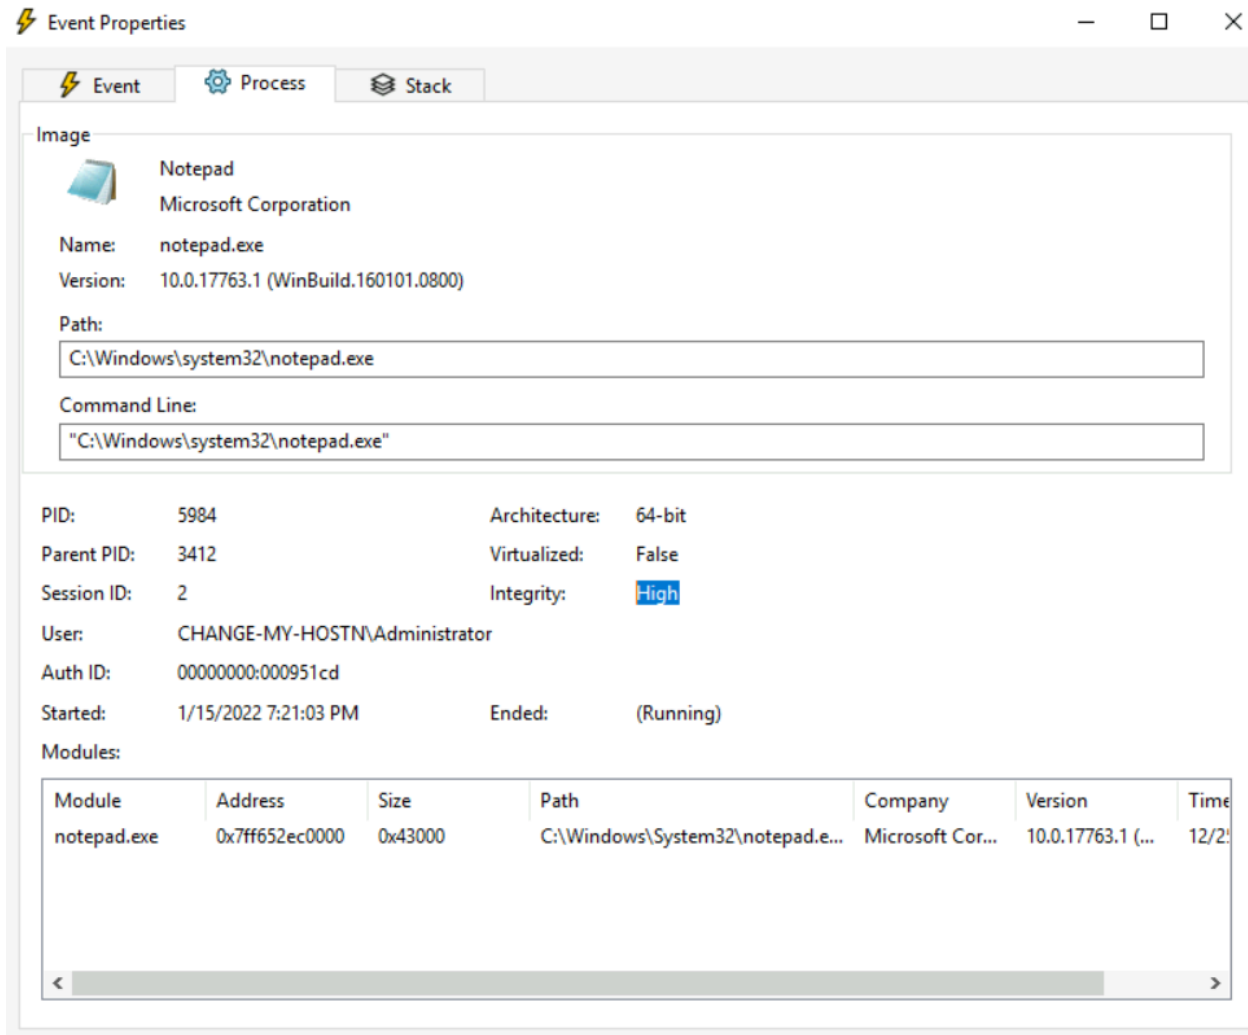 Event Properties
Event Process Stack
Image
Notepad
Microsoft Corporation
Name: notepad.exe
Version: 10.0.17763.1 (WinBuild.160101.0800)
Path:
C:\Windows\system32\notepad.exe
Command Line:
"C:\Windows\system32\notepad.exe"
PID: 5984 Architecture: 64-bit
Parent PID: 3412 Virtualized: False
Session ID: 2 Integrity: High
User: CHANGE-MY-HOSTN\Administrator
Auth ID: 00000000:000951cd
Started: 1/15/2022 7:21:03 PM Ended: (Running)
Modules:
Module Address Size Path Company Version Time
notepad.exe 0x7ff652ec0000 0x43000 C:\Windows\System32\notepad.e... Microsoft Cor... 10.0.17763.1 (... 12/2